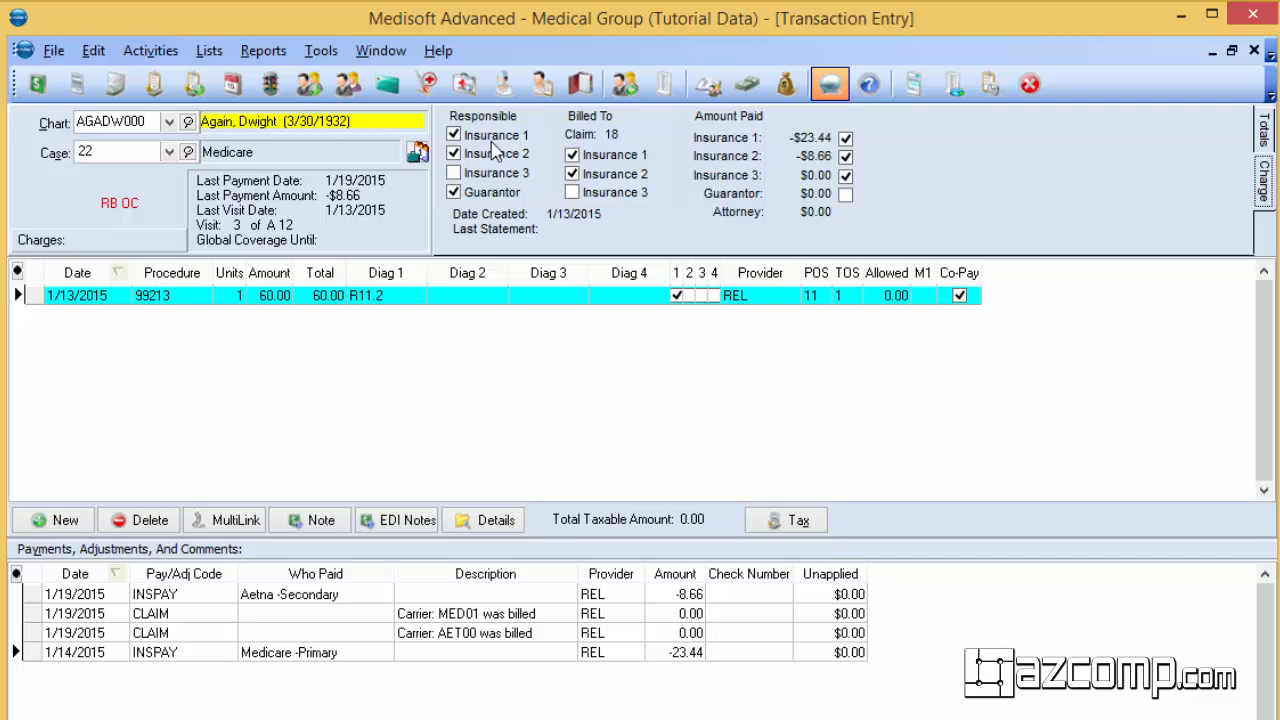 Medisoft Advanced - Medical Group (Tutorial Data) - [Transaction Entry]
File Edit Activities Lists Reports Tools Window Help
Chart: AGADW000 Again, Dwight (3/30/1932)
Case: 22 Medicare
RB OC
Charges:
Last Payment Date: 1/19/2015
Last Payment Amount: -$8.66
Last Visit Date: 1/13/2015
Visit: 3 of A 12
Global Coverage Until:
Responsible
Insurance 1
Insurance 2
Insurance 3
Guarantor
Billed To
Claim: 18
Insurance 1
Insurance 2
Insurance 3
Date Created: 1/13/2015
Last Statement:
Amount Paid
Insurance 1: -$23.44
Insurance 2: -$8.66
Insurance 3: $0.00
Guarantor: $0.00
Attorney: $0.00
Totals
Charge
Date Procedure Units Amount Total Diag 1 Diag 2 Diag 3 Diag 4 1 2 3 4 Provider POS TOS Allowed M1 Co-Pay
1/13/2015 99213 1 60.00 60.00 R11.2 REL 11 1 0.00
New Delete MultiLink Note EDI Notes Details Total Taxable Amount: 0.00 Tax
Payments, Adjustments, And Comments:
Date Pay/Adj Code Who Paid Description Provider Amount Check Number Unapplied
1/19/2015 INSPAY Aetna -Secondary REL -8.66 $0.00
1/19/2015 CLAIM Carrier: MED01 was billed REL 0.00 $0.00
1/19/2015 CLAIM Carrier: AET00 was billed REL 0.00 $0.00
1/14/2015 INSPAY Medicare -Primary REL -23.44 $0.00
azcomp.com